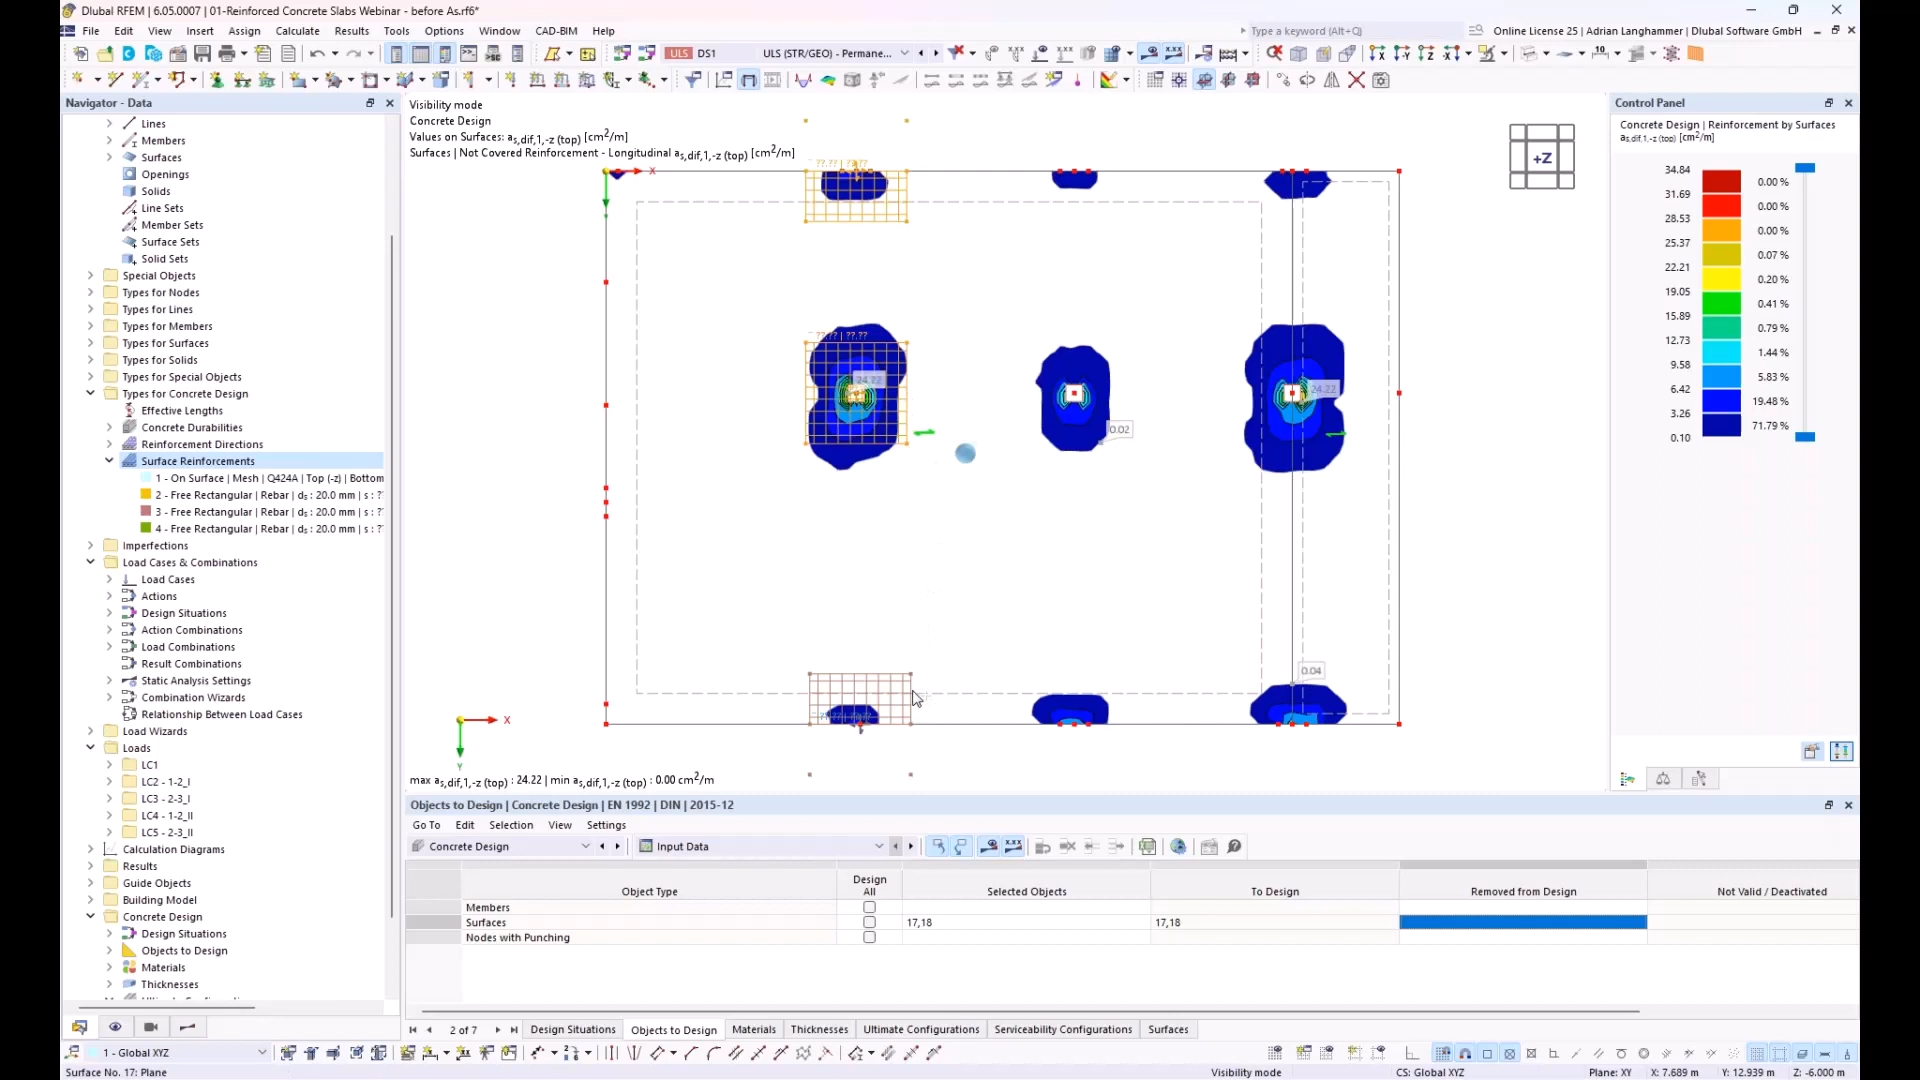 Dlubal RFEM | 6.05.0007 | 01-Reinforced Concrete Slabs Webinar - before As.rf6*
File Edit View Insert Assign Calculate Results Tools Options Window CAD-BIM Help
Type a keyword (Alt+Q)
Online License 25 | Adrian Langhammer | Dlubal Software GmbH
ULS DS1 ULS (STR/GEO) - Permane...
Navigator - Data
Lines
Members
Surfaces
Openings
Solids
Line Sets
Member Sets
Surface Sets
Solid Sets
Special Objects
Types for Nodes
Types for Lines
Types for Members
Types for Surfaces
Types for Solids
Types for Special Objects
Types for Concrete Design
Effective Lengths
Concrete Durabilities
Reinforcement Directions
Surface Reinforcements
1 - On Surface | Mesh | Q424A | Top (-z) | Bottom
2 - Free Rectangular | Rebar | ds : 20.0 mm | s : ?
3 - Free Rectangular | Rebar | ds : 20.0 mm | s : ?
4 - Free Rectangular | Rebar | ds : 20.0 mm | s : ?
Imperfections
Load Cases & Combinations
Load Cases
Actions
Design Situations
Action Combinations
Load Combinations
Result Combinations
Static Analysis Settings
Combination Wizards
Relationship Between Load Cases
Load Wizards
Loads
LC1
LC2 - 1-2_I
LC3 - 2-3_I
LC4 - 1-2_II
LC5 - 2-3_II
Calculation Diagrams
Results
Guide Objects
Building Model
Concrete Design
Design Situations
Objects to Design
Materials
Thicknesses
1 - Global XYZ
Surface No. 17: Plane
Visibility mode
Concrete Design
Values on Surfaces: as,dif,1,-z (top) [cm2/m]
Surfaces | Not Covered Reinforcement - Longitudinal as,dif,1,-z (top) [cm2/m]
??.?? | ??.??
X
+Z
??.?? | ??.??
24.22
24.22
0.02
0.04
??.?? | ??.??
X
Y
max as,dif,1,-z (top) : 24.22 | min as,dif,1,-z (top) : 0.00 cm2/m
Control Panel
Concrete Design | Reinforcement by Surfaces
as,dif,1,-z (top) [cm2/m]
34.84
0.00 %
31.69
0.00 %
28.53
0.00 %
25.37
0.07 %
22.21
0.20 %
19.05
0.41 %
15.89
0.79 %
12.73
1.44 %
9.58
5.83 %
6.42
19.48 %
3.26
71.79 %
0.10
Objects to Design | Concrete Design | EN 1992 | DIN | 2015-12
Go To Edit Selection View Settings
Concrete Design Input Data
Object Type Design All Selected Objects To Design Removed from Design Not Valid / Deactivated
Members
Surfaces 17,18 17,18
Nodes with Punching
2 of 7 Design Situations Objects to Design Materials Thicknesses Ultimate Configurations Serviceability Configurations Surfaces
Visibility mode CS: Global XYZ Plane: XY X: 7.689 m Y: 12.939 m Z: -6.000 m